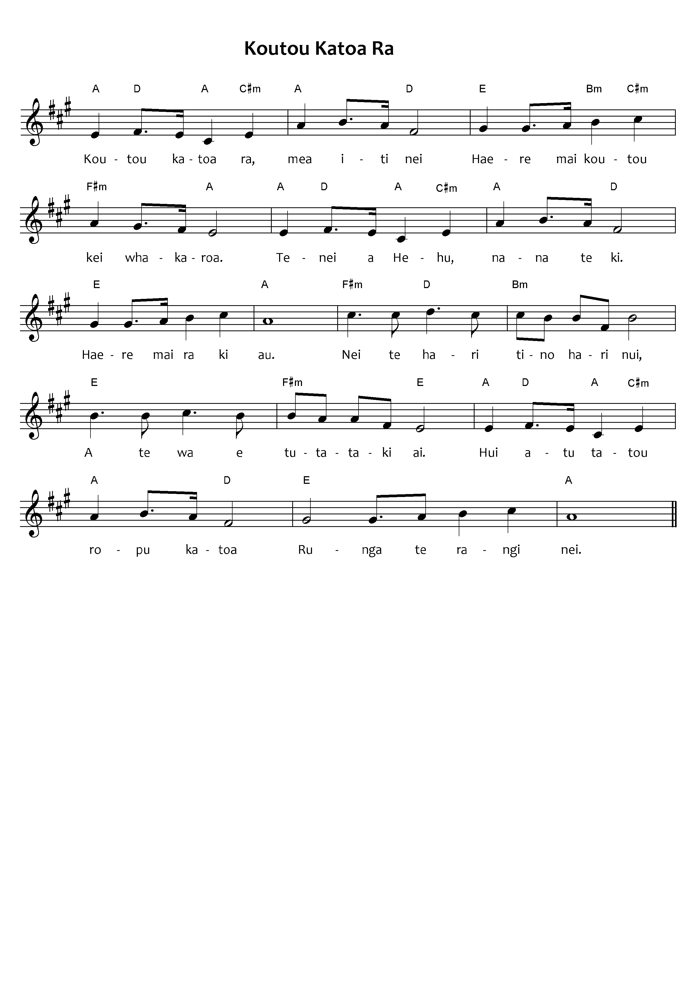 Koutou Katoa Ra
A D A C#m A D E Bm C#m
Kou - tou ka - toa ra, mea i - ti nei Hae - re mai kou - tou
F#m A A D A C#m A D
kei wha - ka - roa. Te - nei a He - hu, na - na te ki.
E A F#m D Bm
Hae - re mai ra ki au. Nei te ha - ri ti - no ha - ri nui,
E F#m E A D A C#m
A te wa e tu - ta - ta - ki ai. Hui a - tu ta - tou
A D E A
ro - pu ka - toa Ru - nga te ra - ngi nei.